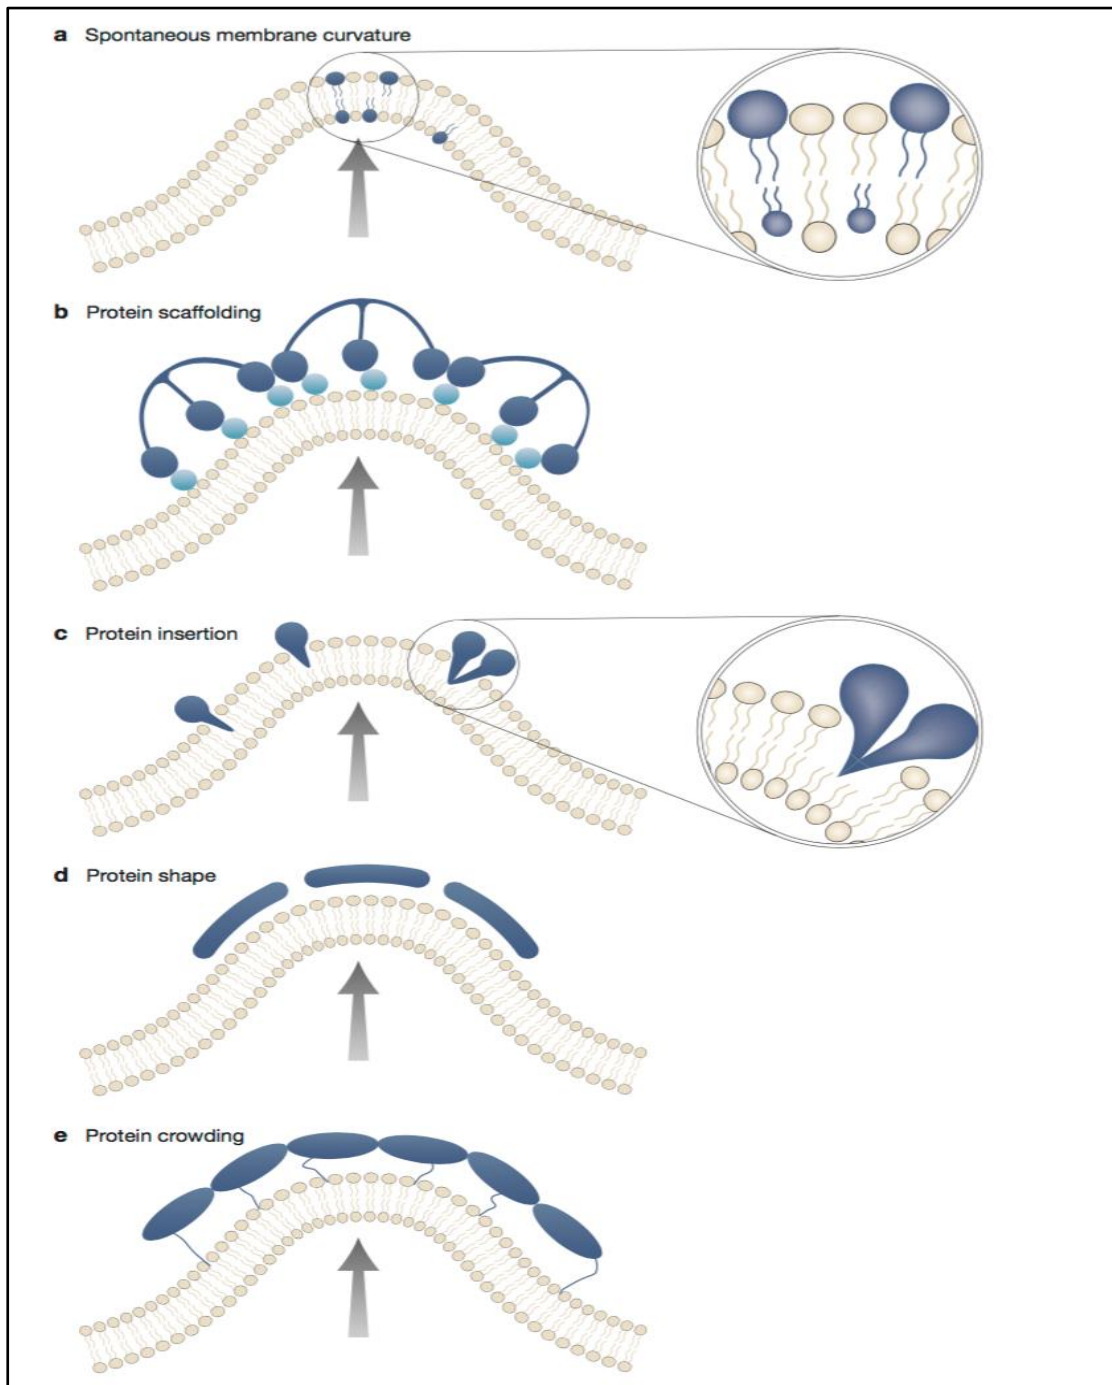 a Spontaneous membrane curvature
b Protein scaffolding
c Protein insertion
d Protein shape
e Protein crowding